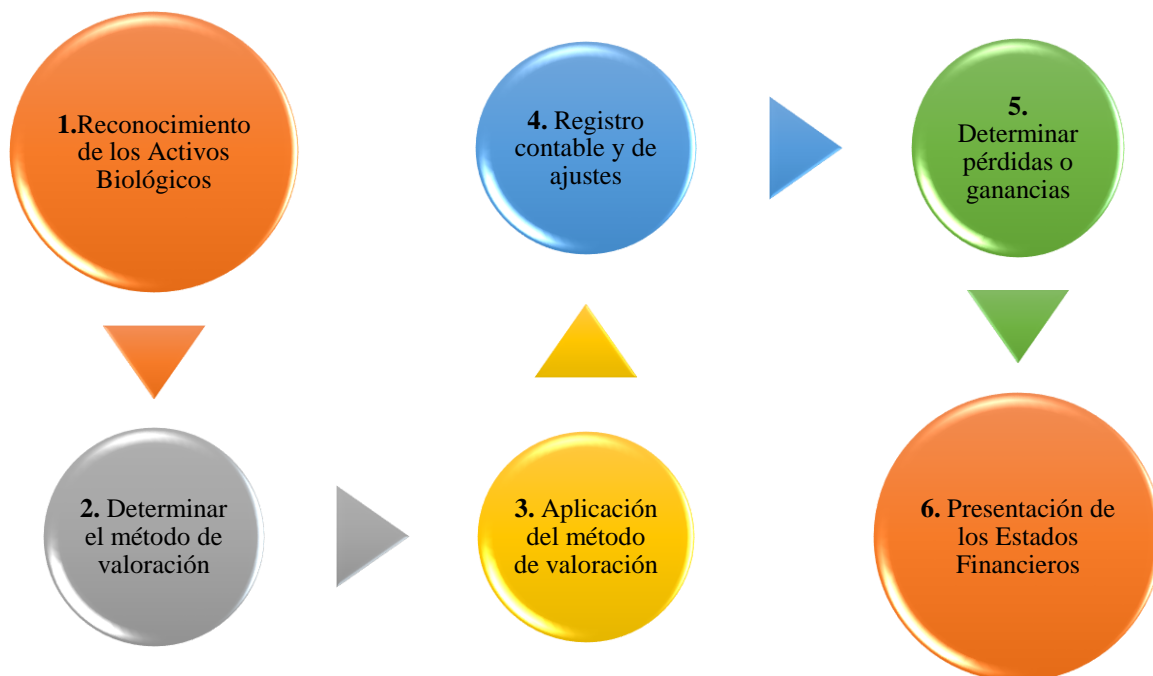 1.Reconocimiento
de los Activos
Biológicos
2. Determinar
el método de
valoración
3. Aplicación
del método
de valoración
4. Registro
contable y de
ajustes
5.
Determinar
pérdidas o
ganancias
6. Presentación de
los Estados
Financieros